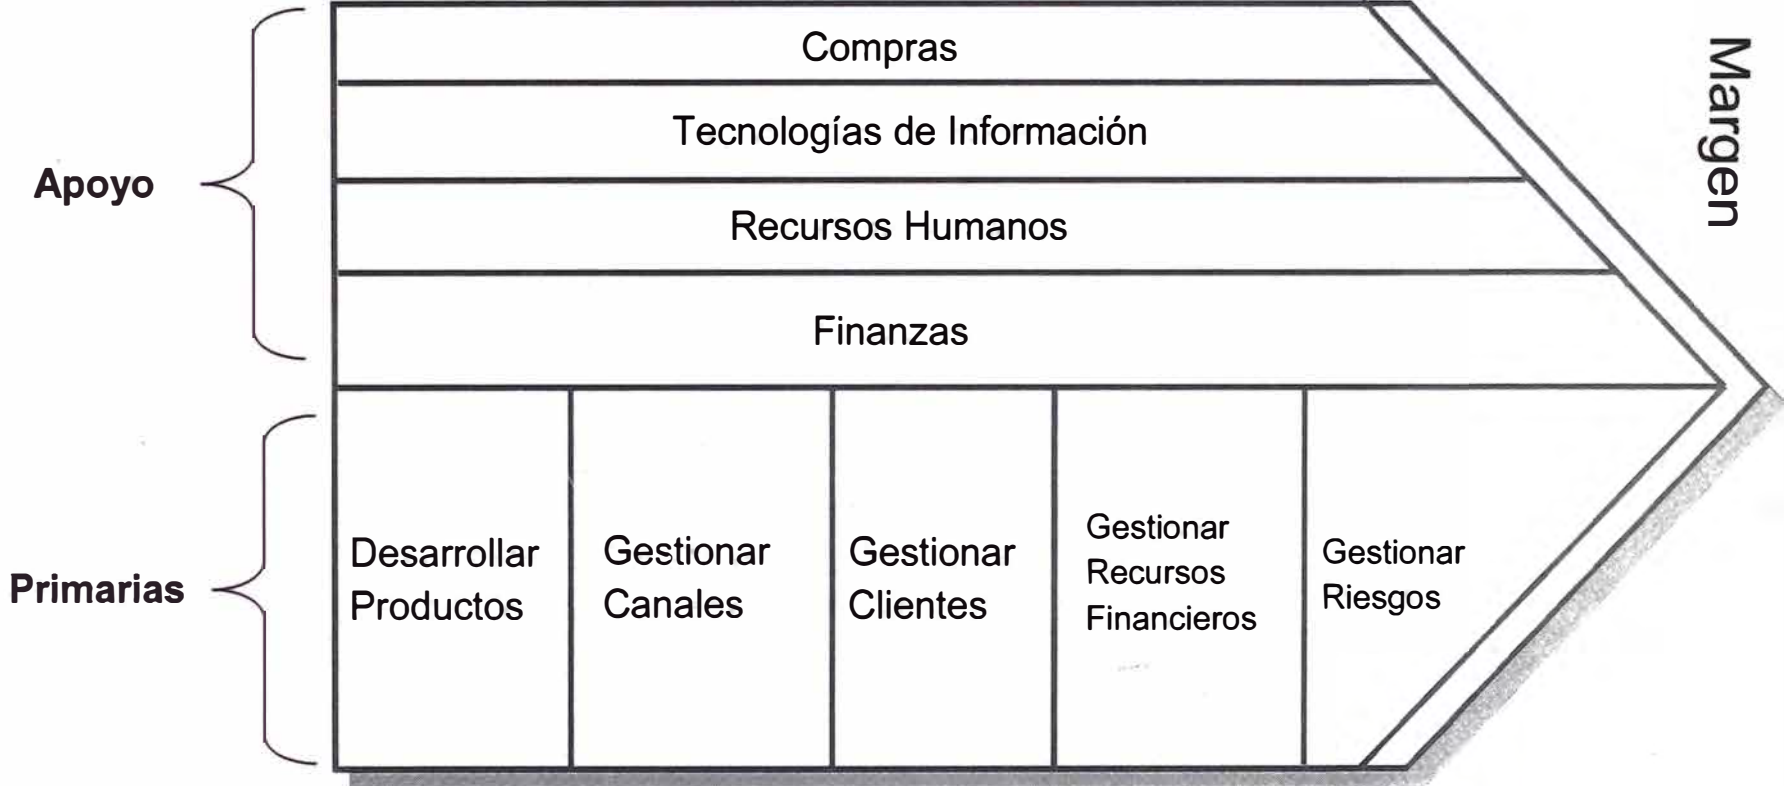 Compras
Tecnologías de Información
Recursos Humanos
Finanzas
Apoyo
Margen
Primarias
Desarrollar
Productos
Gestionar
Canales
Gestionar
Clientes
Gestionar
Recursos
Financieros
Gestionar
Riesgos